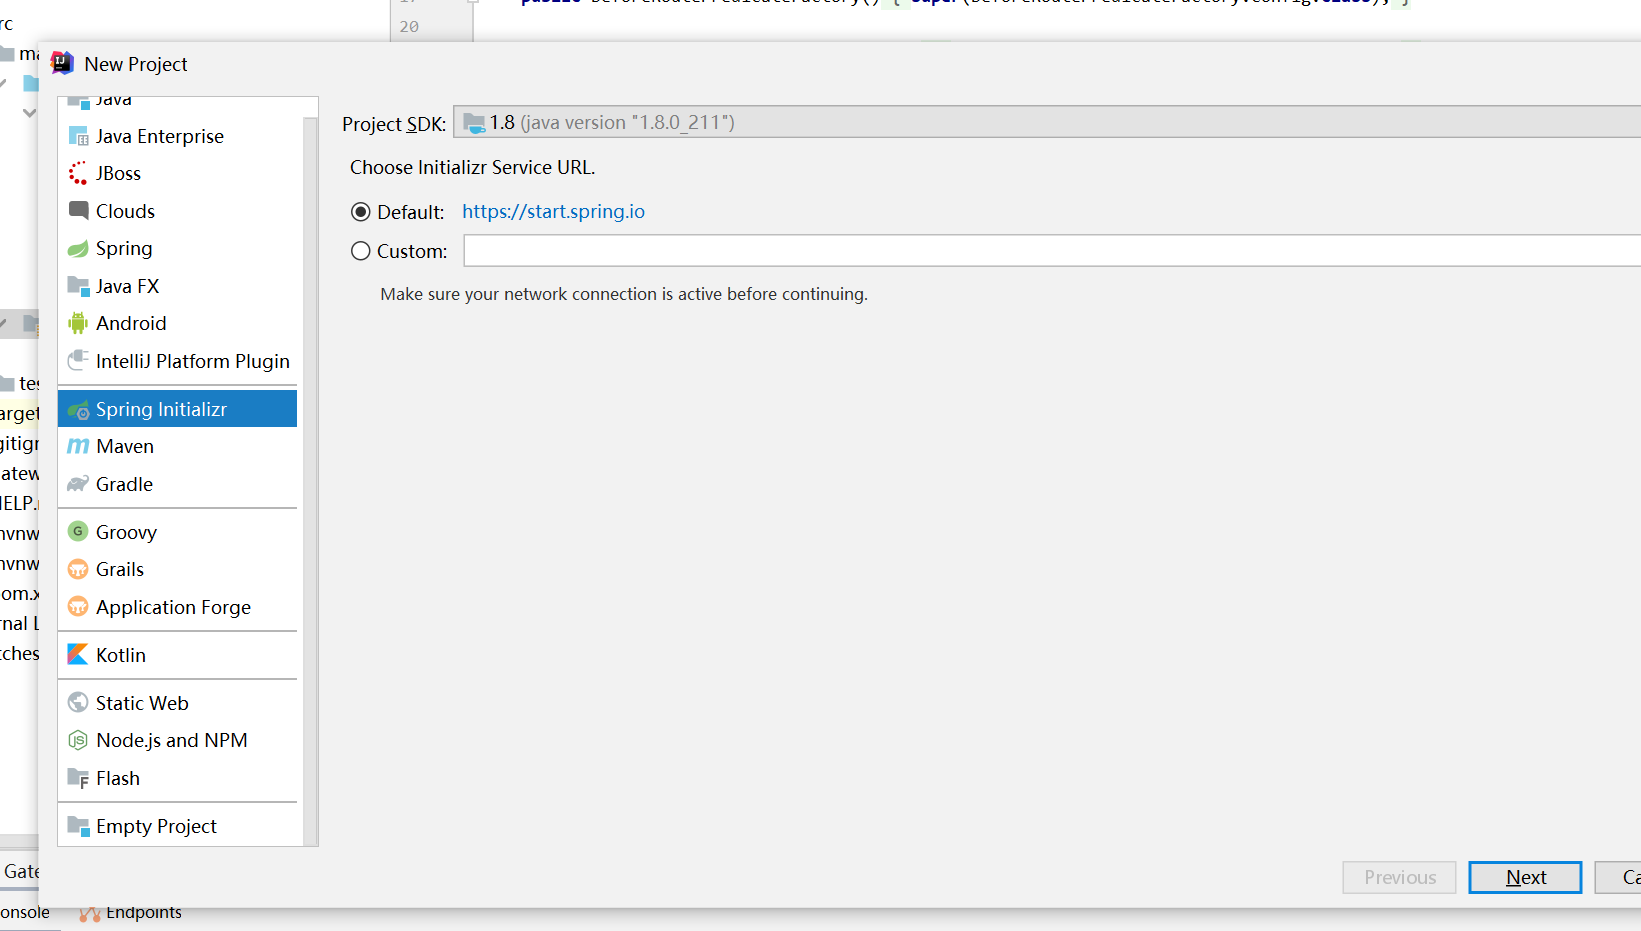 20
rc
New Project
Java
Java Enterprise
JBoss
Clouds
Spring
Java FX
Android
IntelliJ Platform Plugin
Spring Initializr
Maven
Gradle
Groovy
Grails
Application Forge
Kotlin
Static Web
Node.js and NPM
Flash
Empty Project
Project SDK: 1.8 (java version "1.8.0_211")
Choose Initializr Service URL.
Default: https://start.spring.io
Custom:
Make sure your network connection is active before continuing.
Previous
Next
Ca
ma
tes
arget
gitigr
atew
HELP.
nvnw
nvnw
om.x
rnal L
tches
Gate
onsole
Endpoints